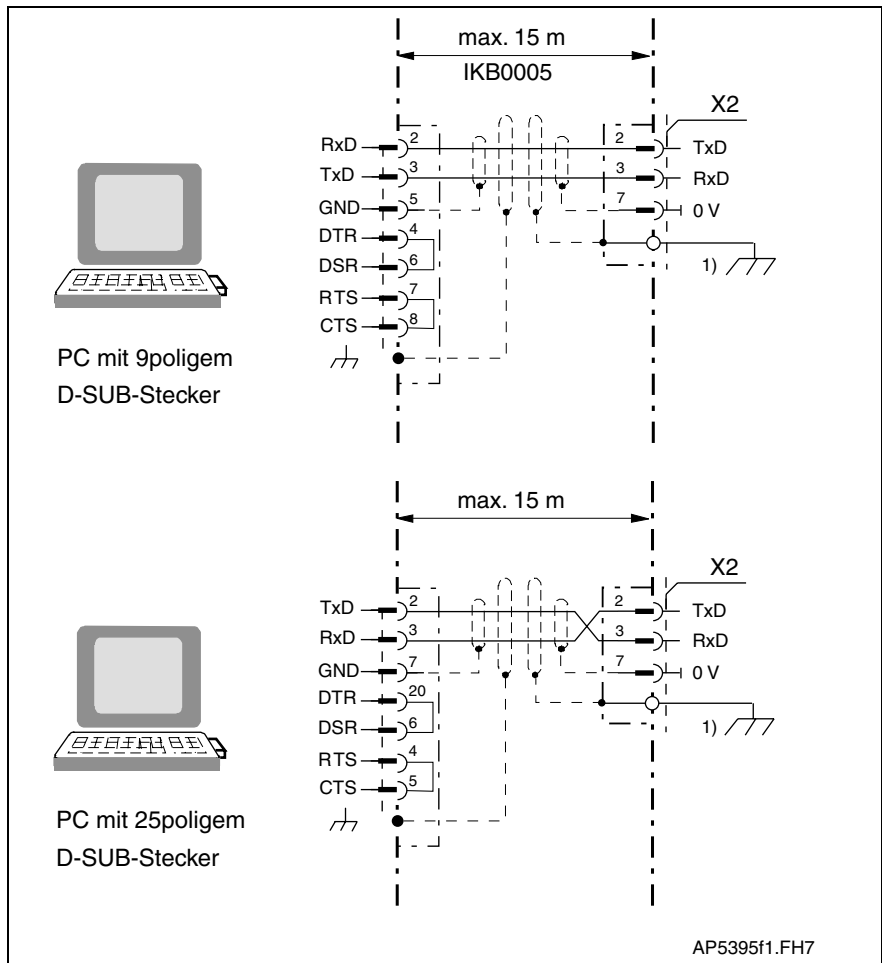 max. 15 m
IKB0005
X2
RxD 2 2 TxD
TxD 3 3 RxD
GND 5 7 0 V
DTR 4
1)
DSR 6
RTS 7
CTS 8
PC mit 9poligem
D-SUB-Stecker
max. 15 m
X2
TxD 2 2 TxD
RxD 3 3 RxD
GND 7 7 0 V
DTR 20
1)
DSR 6
RTS 4
CTS 5
PC mit 25poligem
D-SUB-Stecker
AP5395f1.FH7